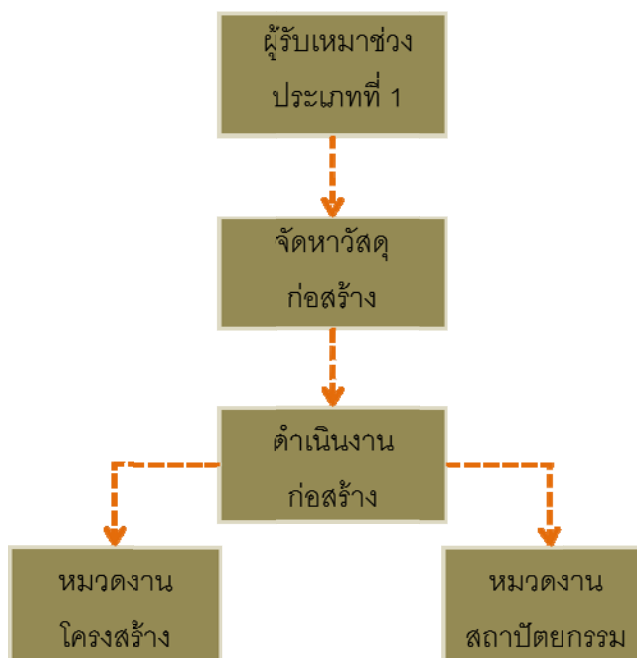 ผู้รับเหมาช่วง
ประเภทที่ 1
จัดหาวัสดุ
ก่อสร้าง
ดำเนินงาน
ก่อสร้าง
หมวดงาน
โครงสร้าง
หมวดงาน
สถาปัตยกรรม